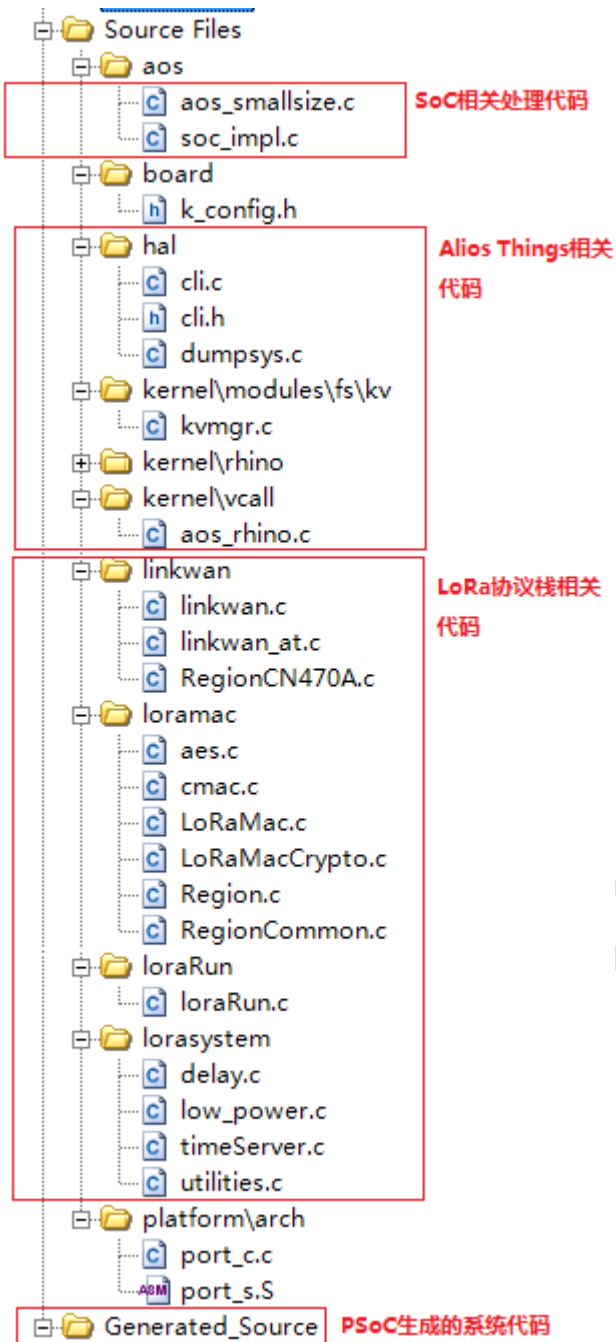 Source Files
aos
aos_smallsize.c
SoC相关处理代码
soc_impl.c
board
k_config.h
hal
Alios Things相关
代码
cli.c
cli.h
dumpsys.c
kernel\modules\fs\kv
kvmgr.c
kernel\rhino
kernel\vcall
aos_rhino.c
linkwan
LoRa协议栈相关
代码
linkwan.c
linkwan_at.c
RegionCN470A.c
loramac
aes.c
cmac.c
LoRaMac.c
LoRaMacCrypto.c
Region.c
RegionCommon.c
loraRun
loraRun.c
lorasystem
delay.c
low_power.c
timeServer.c
utilities.c
platform\arch
port_c.c
port_s.S
Generated_Source
PSoC生成的系统代码